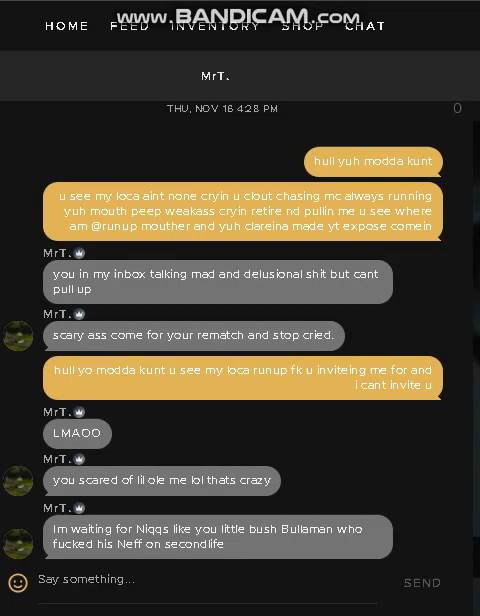 www.BANDICAM.com
HOME FEED INVENTORY SHOP CHAT
MrT.
THU, NOV 16 4:28 PM
0
hull yuh modda kunt
u see my loca aint none cryin u clout chasing mc always running
yuh mouth peep weakass cryin retire nd pullin me u see where
am @runup mouther and yuh clareina made yt expose comein
MrT.
you in my inbox talking mad and delusional shit but cant
pull up
MrT.
scary ass come for your rematch and stop cried.
hull yo modda kunt u see my loca runup fk u inviteing me for and
i cant invite u
MrT.
LMAOO
MrT.
you scared of lil ole me lol thats crazy
MrT.
Im waiting for Niqqs like you little bush Bullaman who
fucked his Neff on secondlife
Say something...
SEND